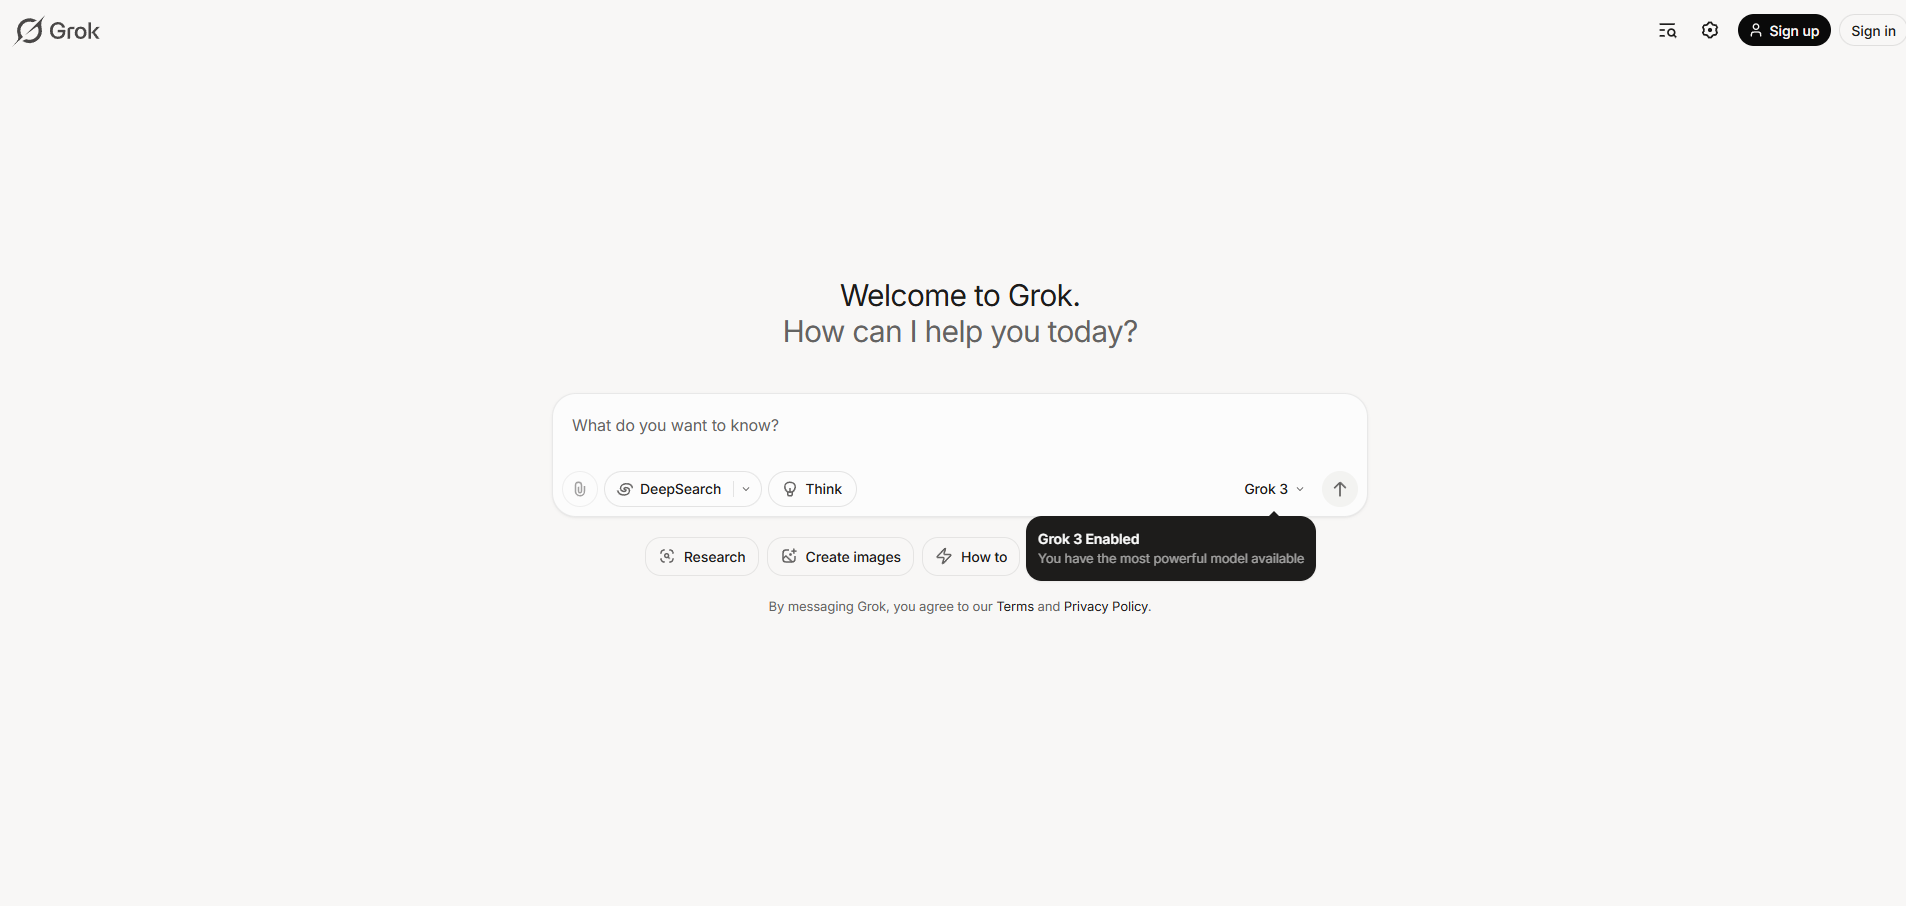 Grok
Sign up
Sign in
Welcome to Grok.
How can I help you today?
What do you want to know?
DeepSearch
Think
Grok 3
Grok 3 Enabled
You have the most powerful model available
Research
Create images
How to
By messaging Grok, you agree to our Terms and Privacy Policy.